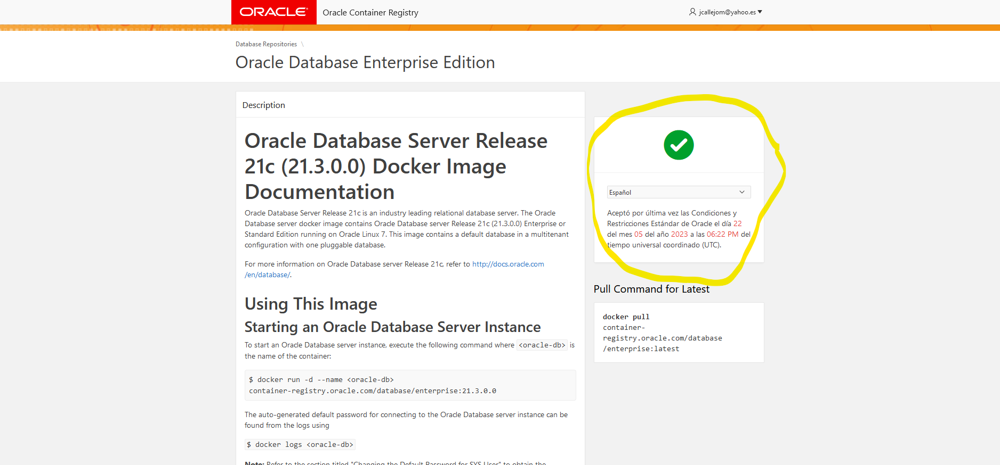 ORACLE Oracle Container Registry jcallejom@yahoo.es
Database Repositories \
Oracle Database Enterprise Edition
Description
Oracle Database Server Release
21c (21.3.0.0) Docker Image
Documentation
Oracle Database Server Release 21c is an industry leading relational database server. The Oracle
Database server docker image contains Oracle Database server Release 21c (21.3.0.0) Enterprise or
Standard Edition running on Oracle Linux 7. This image contains a default database in a multitenant
configuration with one pluggable database.
For more information on Oracle Database server Release 21c, refer to http://docs.oracle.com
/en/database/.
Using This Image
Starting an Oracle Database Server Instance
To start an Oracle Database server instance, execute the following command where <oracle-db> is
the name of the container:
$ docker run -d --name <oracle-db>
container-registry.oracle.com/database/enterprise:21.3.0.0
The auto-generated default password for connecting to the Oracle Database server instance can be
found from the logs using
$ docker logs <oracle-db>
Note: Refer to the section titled "Changing the Default Password for SYS User" to obtain the
Español
Aceptó por última vez las Condiciones y
Restricciones Estándar de Oracle el día 22
del mes 05 del año 2023 a las 06:22 PM del
tiempo universal coordinado (UTC).
Pull Command for Latest
docker pull
container-
registry.oracle.com/database
/enterprise:latest